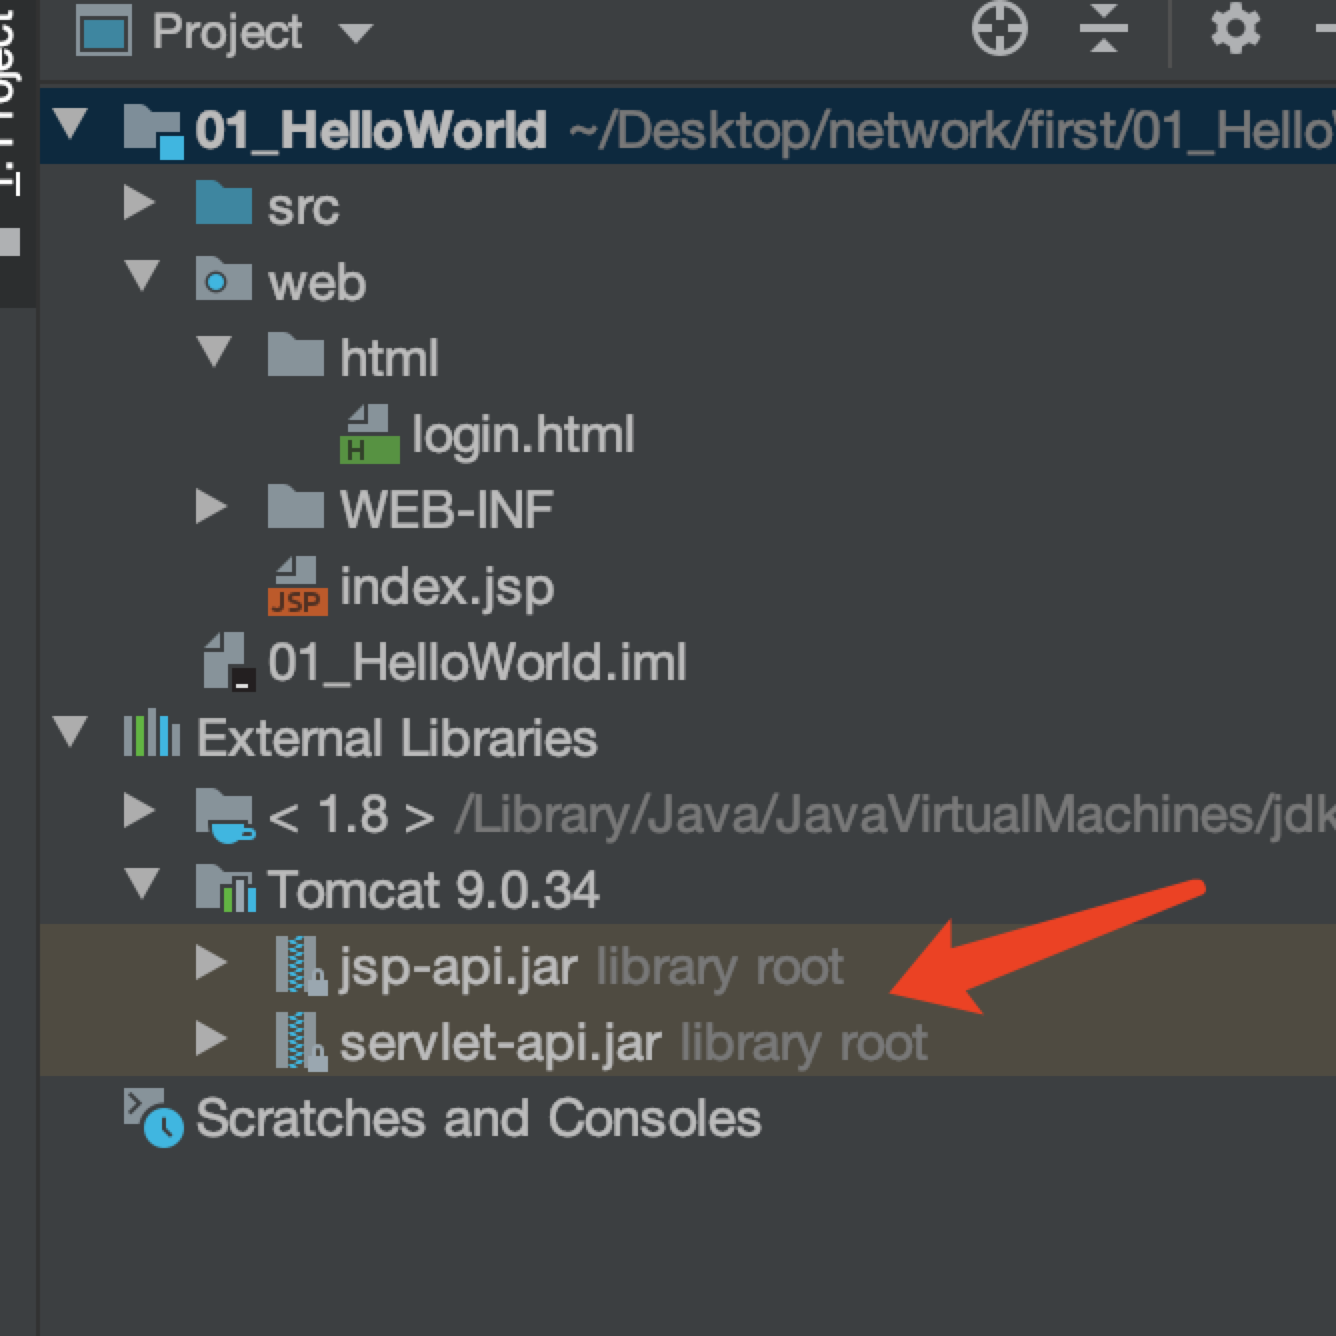 Project
1: Project
01_HelloWorld ~/Desktop/network/first/01_Hello
src
web
html
H login.html
WEB-INF
JSP index.jsp
01_HelloWorld.iml
External Libraries
< 1.8 > /Library/Java/JavaVirtualMachines/jdk
Tomcat 9.0.34
jsp-api.jar library root
servlet-api.jar library root
Scratches and Consoles